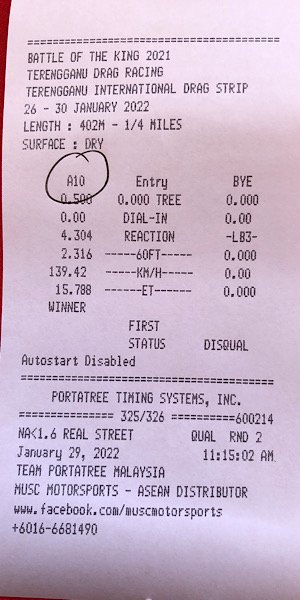 ========================================
BATTLE OF THE KING 2021
TERENGGANU DRAG RACING
TERENGGANU INTERNATIONAL DRAG STRIP
26 - 30 JANUARY 2022
LENGTH : 402M - 1/4 MILES
SURFACE : DRY
========================================
A10 Entry BYE
0.500 0.000 TREE 0.000
0.00 DIAL-IN 0.00
4.304 REACTION -LB3-
2.316 ------60FT----- 0.000
139.42 ------KM/H----- 0.00
15.788 ------ET------- 0.000
WINNER
FIRST
STATUS DISQUAL
Autostart Disabled
========================================
PORTATREE TIMING SYSTEMS, INC.
=============== 325/326 ==========600214
NA<1.6 REAL STREET QUAL RND 2
January 29, 2022 11:15:02 AM
TEAM PORTATREE MALAYSIA
MUSC MOTORSPORTS - ASEAN DISTRIBUTOR
www.facebook.com/muscmotorsports
+6016-6681490